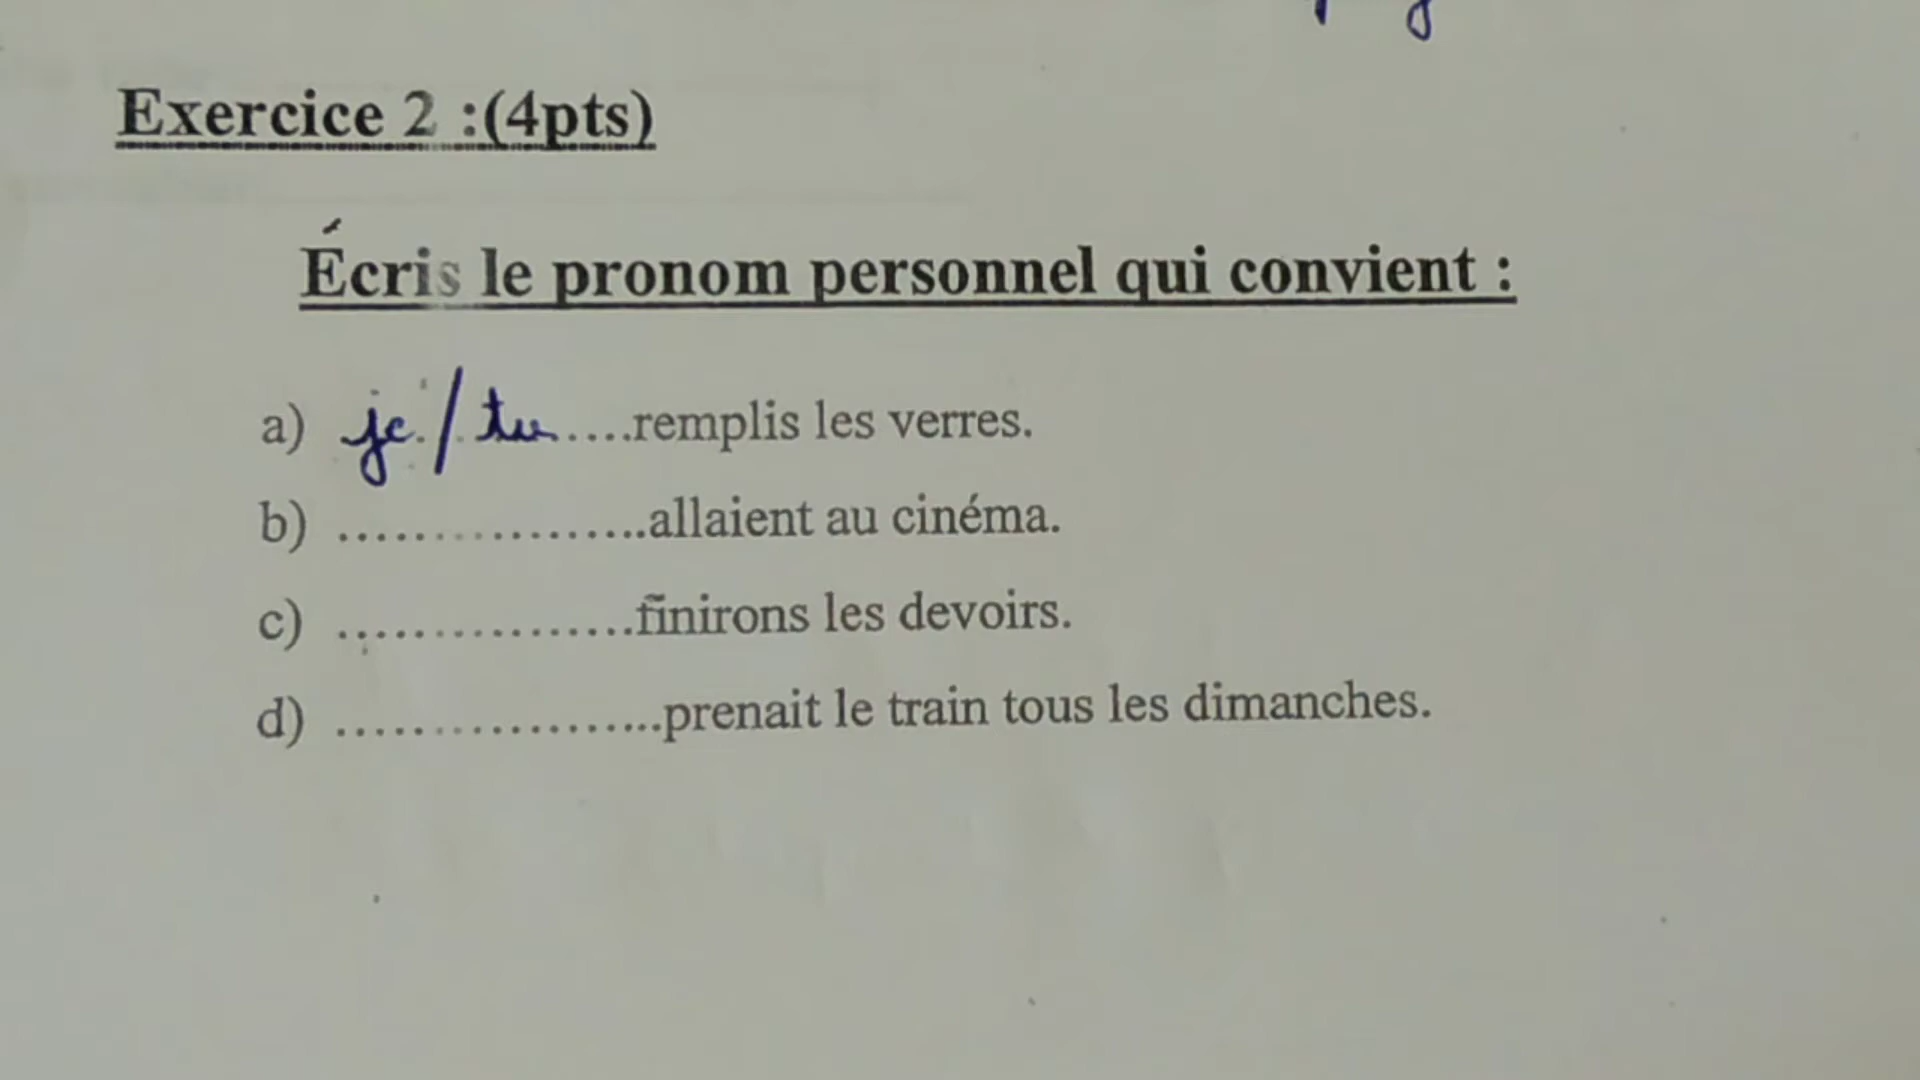 Exercice 2 :(4pts)
Écris le pronom personnel qui convient :
a) je / tu ....remplis les verres.
b) ..................allaient au cinéma.
c) .................finirons les devoirs.
d) ...................prenait le train tous les dimanches.